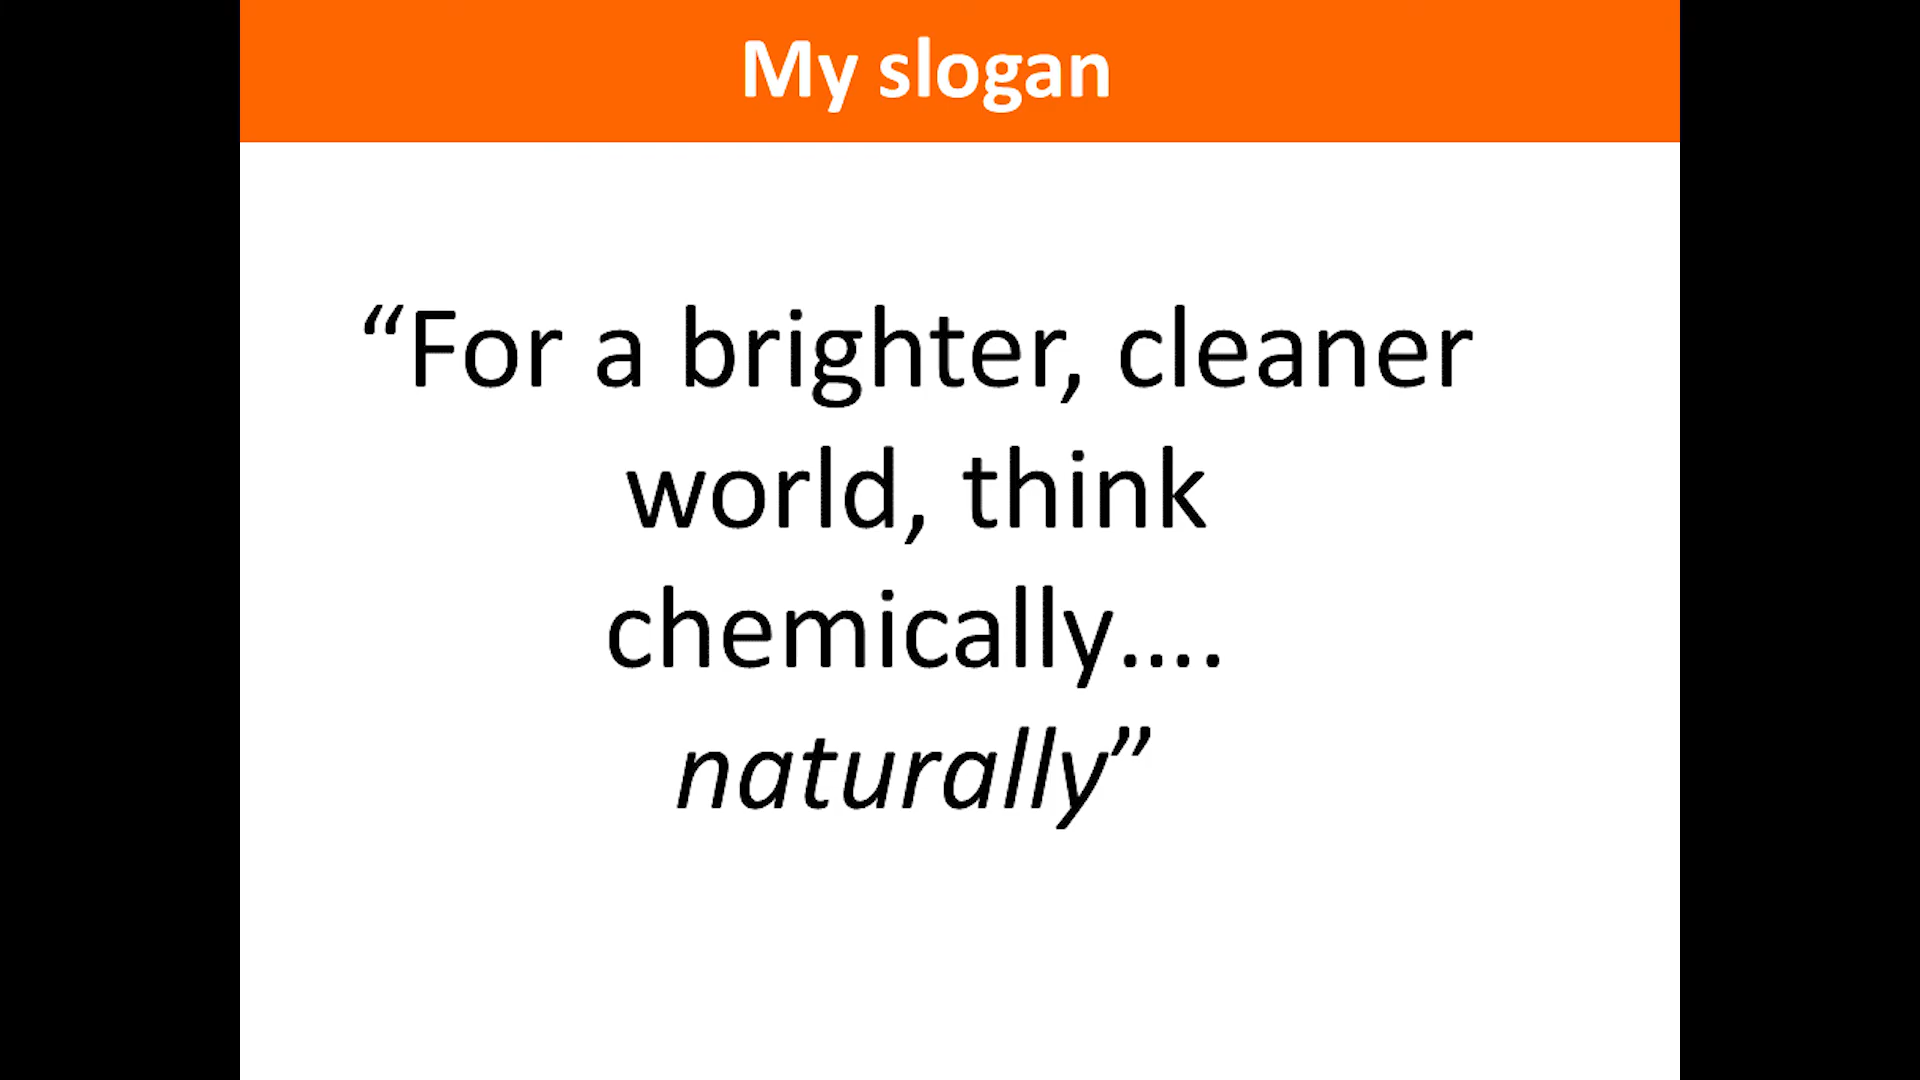 My slogan
“For a brighter, cleaner
world, think
chemically....
naturally”